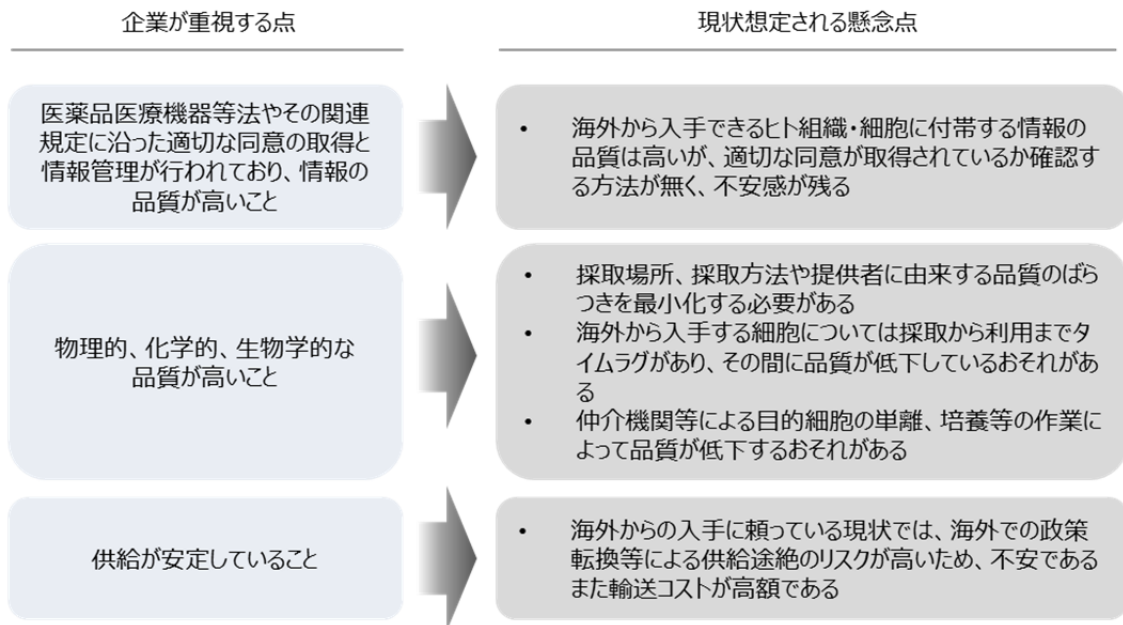 企業が重視する点
現状想定される懸念点
医薬品医療機器等法やその関連
規定に沿った適切な同意の取得と
情報管理が行われており、情報の
品質が高いこと
• 海外から入手できるヒト組織・細胞に付帯する情報の
品質は高いが、適切な同意が取得されているか確認す
る方法が無く、不安感が残る
物理的、化学的、生物学的な
品質が高いこと
• 採取場所、採取方法や提供者に由来する品質のばら
つきを最小化する必要がある
• 海外から入手する細胞については採取から利用までタ
イムラグがあり、その間に品質が低下しているおそれがあ
る
• 仲介機関等による目的細胞の単離、培養等の作業に
よって品質が低下するおそれがある
供給が安定していること
• 海外からの入手に頼っている現状では、海外での政策
転換等による供給途絶のリスクが高いため、不安である
また輸送コストが高額である